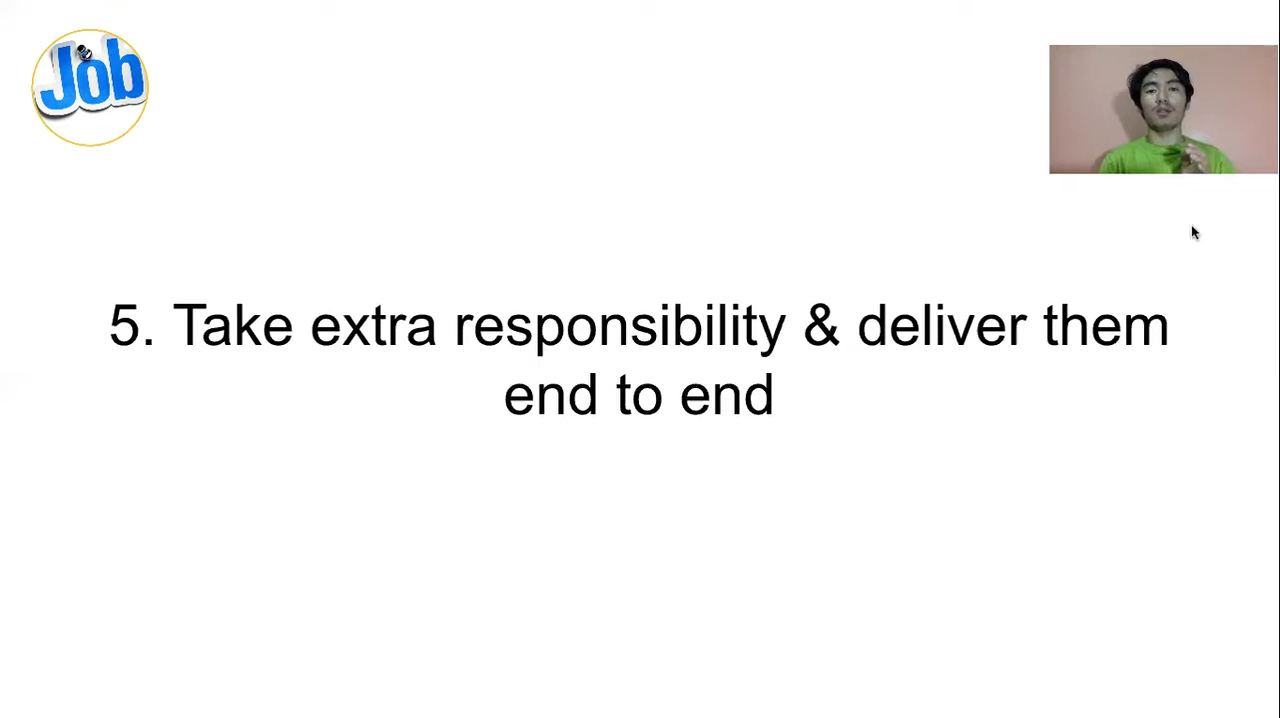 Job
5. Take extra responsibility & deliver them
end to end